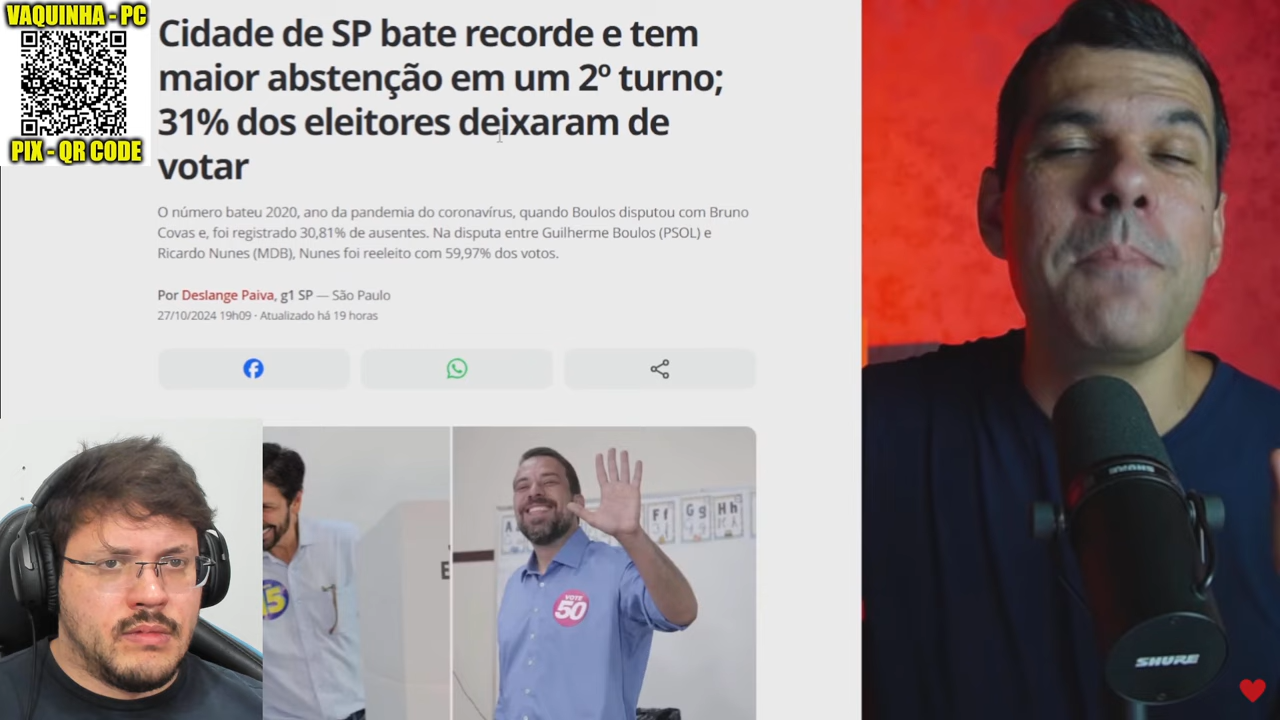 VAQUINHA - PC
PIX - QR CODE
Cidade de SP bate recorde e tem
maior abstenção em um 2º turno;
31% dos eleitores deixaram de
votar
O número bateu 2020, ano da pandemia do coronavírus, quando Boulos disputou com Bruno
Covas e, foi registrado 30,81% de ausentes. Na disputa entre Guilherme Boulos (PSOL) e
Ricardo Nunes (MDB), Nunes foi reeleito com 59,97% dos votos.
Por Deslange Paiva, g1 SP — São Paulo
27/10/2024 19h09 · Atualizado há 19 horas
Ff
Gg
Hh
VOTE
50
SHURE